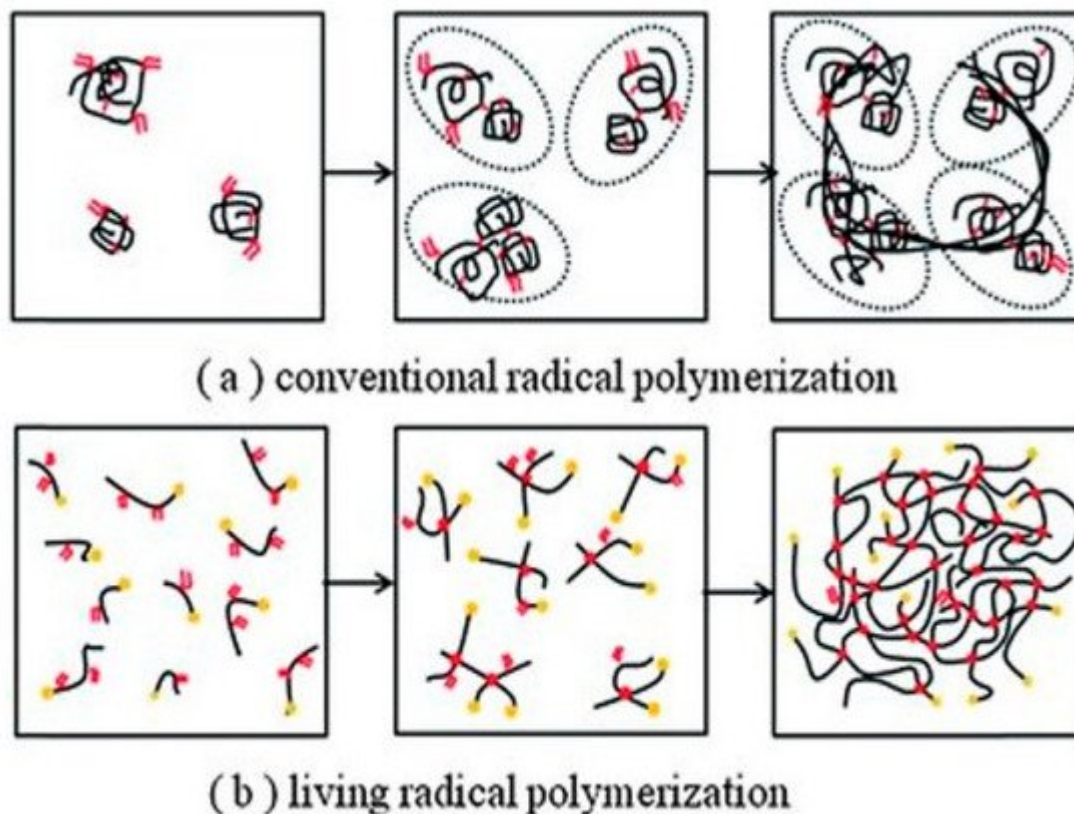 ( a ) conventional radical polymerization
( b ) living radical polymerization